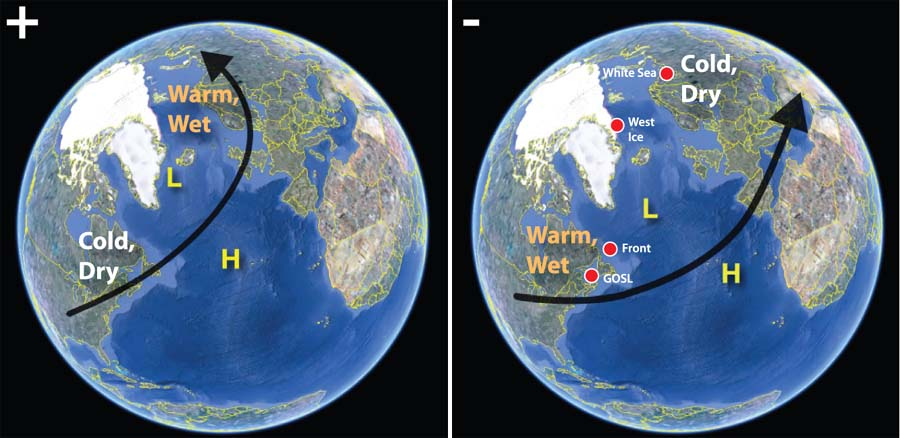 +
Warm,
Wet
L
Cold,
Dry
H
-
White Sea
Cold,
Dry
West
Ice
L
Warm,
Wet
Front
GOSL
H